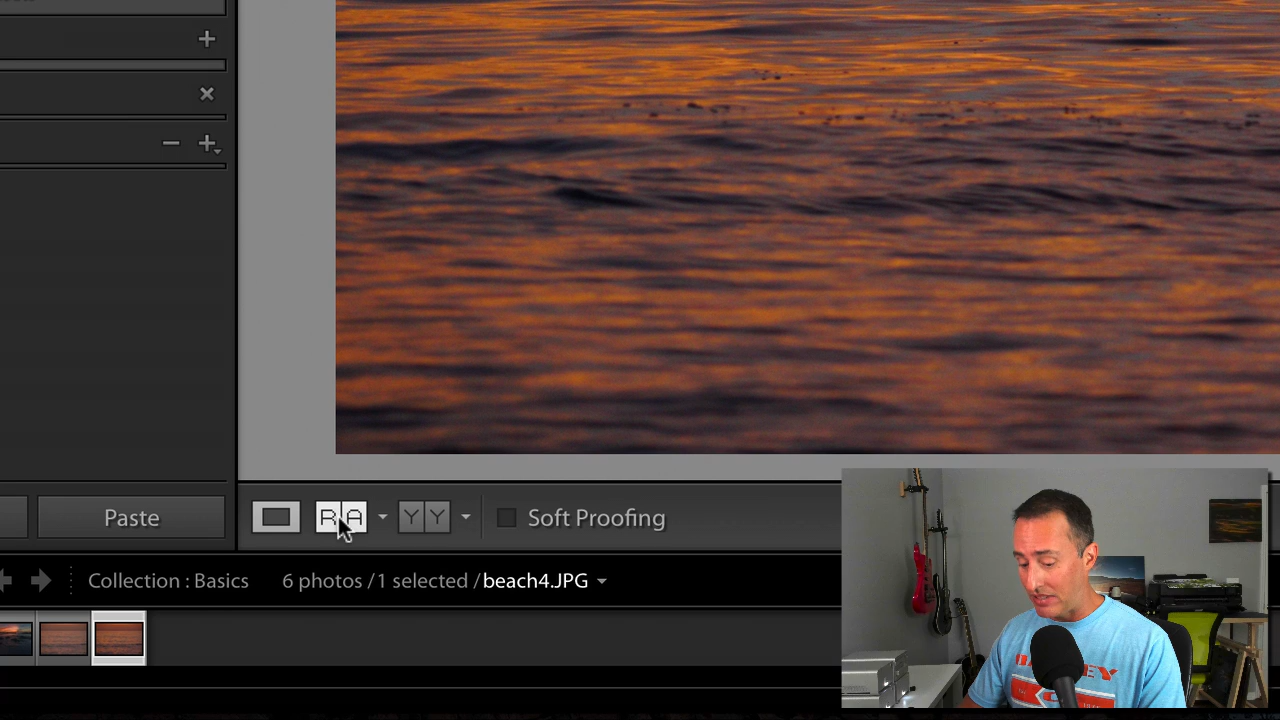 Paste
R A
Y Y
Soft Proofing
Collection : Basics 6 photos / 1 selected / beach4.JPG